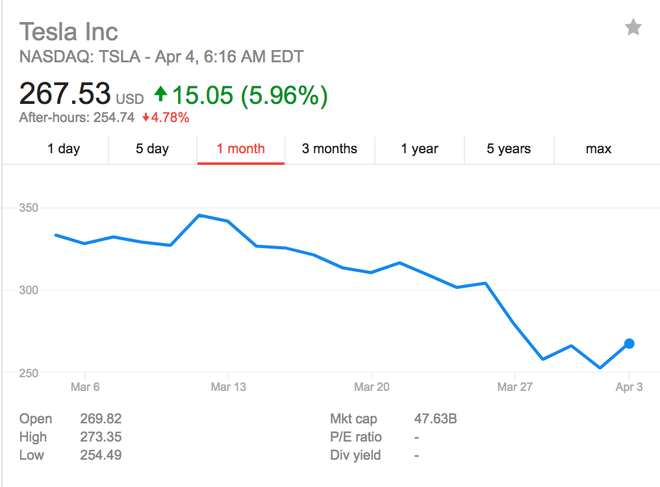 Tesla Inc
NASDAQ: TSLA - Apr 4, 6:16 AM EDT
267.53 USD 15.05 (5.96%)
After-hours: 254.74 4.78%
1 day 5 day 1 month 3 months 1 year 5 years max
350
300
250
Mar 6 Mar 13 Mar 20 Mar 27 Apr 3
Open 269.82 Mkt cap 47.63B
High 273.35 P/E ratio -
Low 254.49 Div yield -